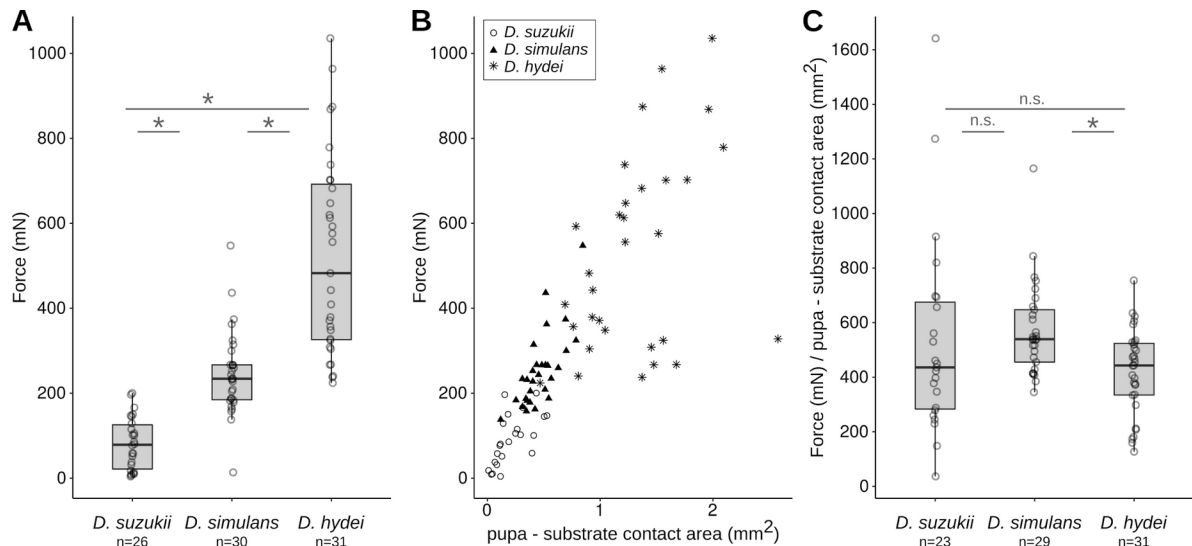 A
Force (mN)
1000
800
600
400
200
0
*
*
*
D. suzukii
D. simulans
D. hydei
n=26
n=30
n=31
B
Force (mN)
1000
800
600
400
200
0
D. suzukii
D. simulans
D. hydei
0
1
2
pupa - substrate contact area (mm²)
C
Force (mN) / pupa - substrate contact area (mm²)
1600
1400
1200
1000
800
600
400
200
0
n.s.
n.s.
*
D. suzukii
D. simulans
D. hydei
n=23
n=29
n=31